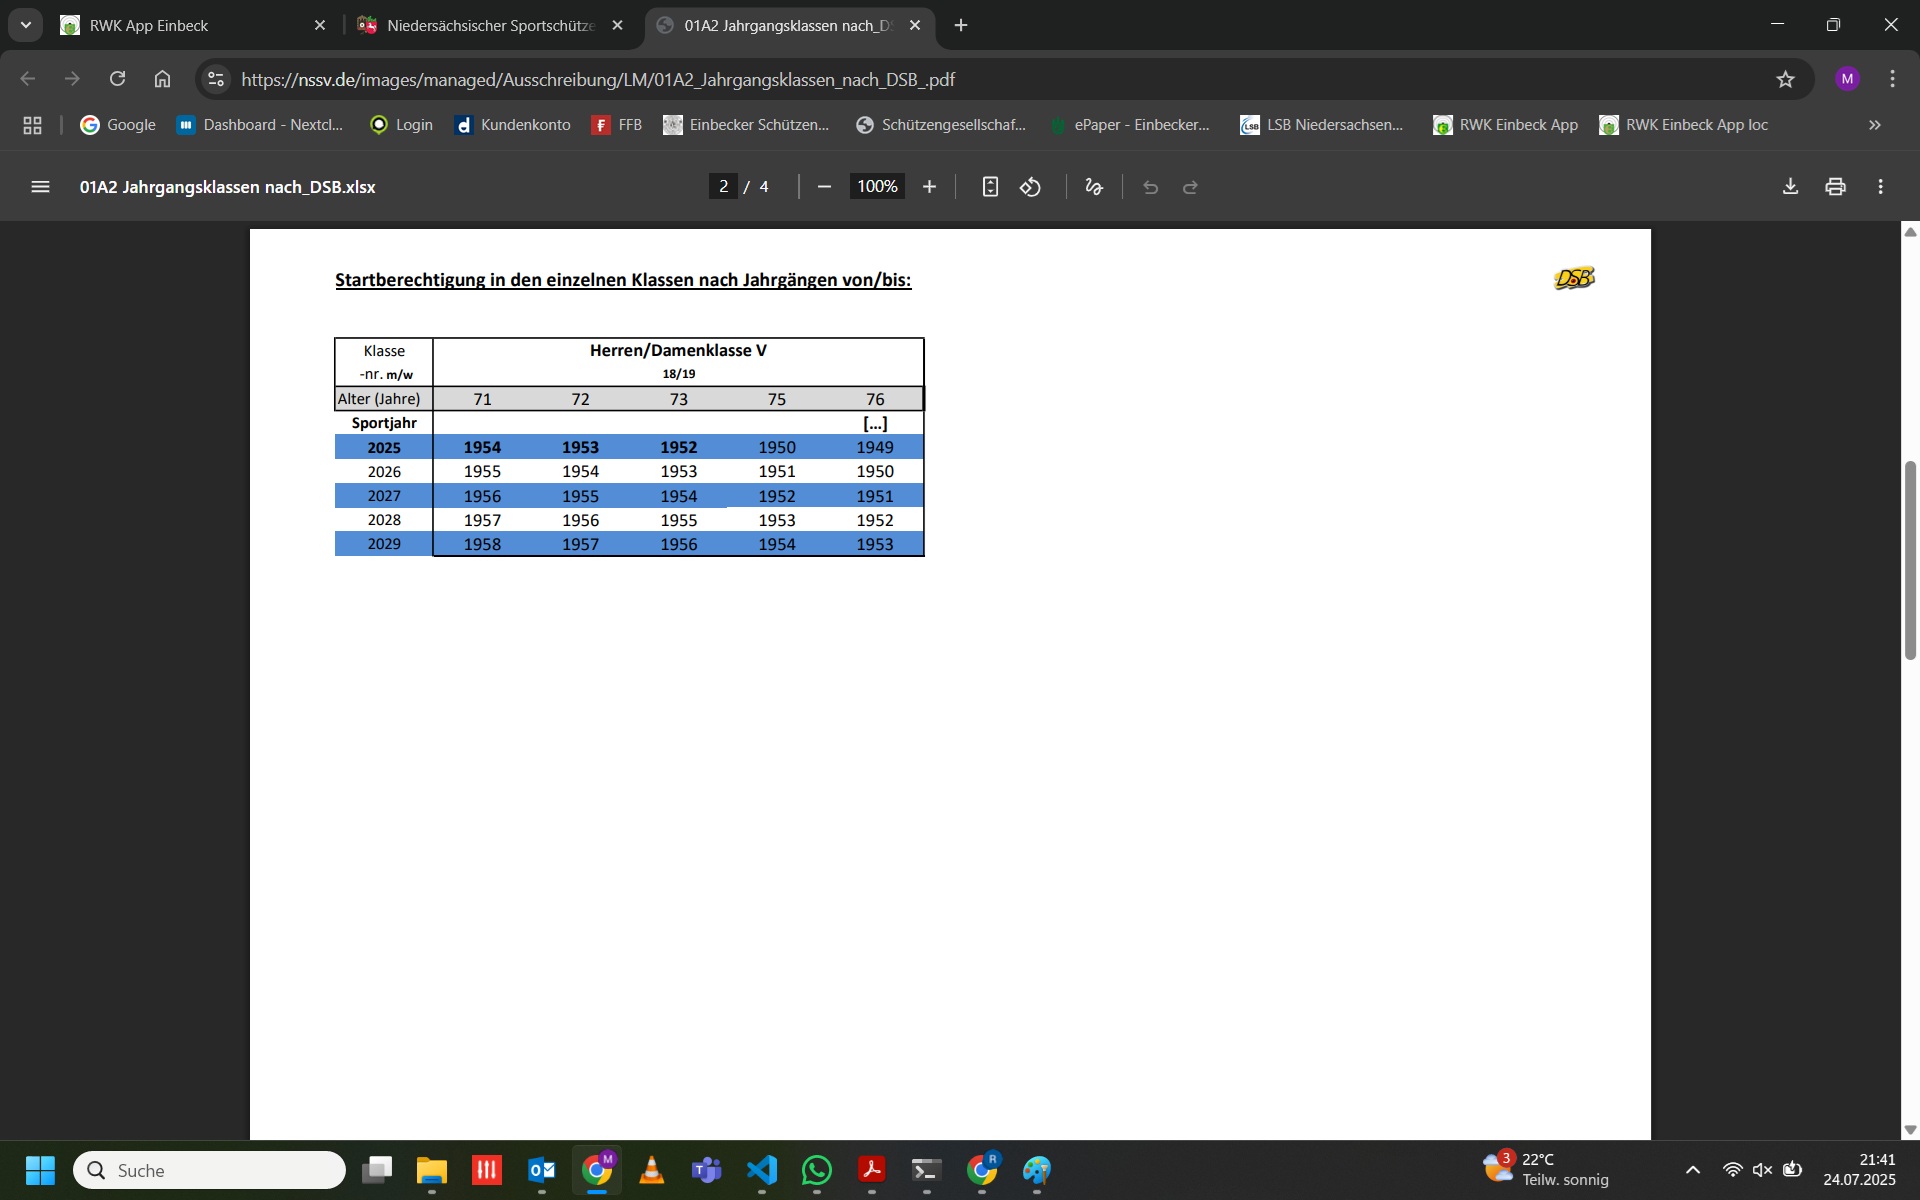 RWK App Einbeck
Niedersächsischer Sportschütze
01A2 Jahrgangsklassen nach_DS
https://nssv.de/images/managed/Ausschreibung/LM/01A2_Jahrgangsklassen_nach_DSB_.pdf
M
Google
Dashboard - Nextcl...
Login
Kundenkonto
FFB
Einbecker Schützen...
Schützengesellschaf...
ePaper - Einbecker...
LSB Niedersachsen...
RWK Einbeck App
RWK Einbeck App loc
01A2 Jahrgangsklassen nach_DSB.xlsx
2 / 4
100%
Startberechtigung in den einzelnen Klassen nach Jahrgängen von/bis:
DSB
Klasse Herren/Damenklasse V
-nr. m/w 18/19
Alter (Jahre) 71 72 73 75 76
Sportjahr [...]
2025 1954 1953 1952 1950 1949
2026 1955 1954 1953 1951 1950
2027 1956 1955 1954 1952 1951
2028 1957 1956 1955 1953 1952
2029 1958 1957 1956 1954 1953
Suche
3
22°C
Teilw. sonnig
21:41
24.07.2025